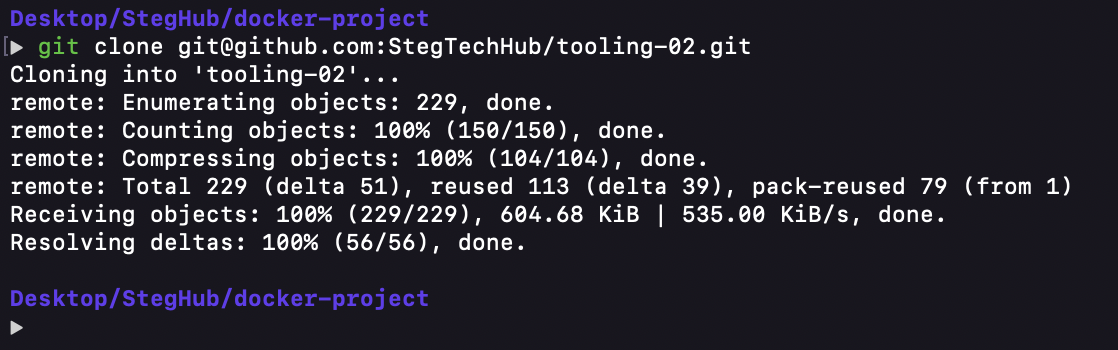 Desktop/StegHub/docker-project
[▶ git clone git@github.com:StegTechHub/tooling-02.git
Cloning into 'tooling-02'...
remote: Enumerating objects: 229, done.
remote: Counting objects: 100% (150/150), done.
remote: Compressing objects: 100% (104/104), done.
remote: Total 229 (delta 51), reused 113 (delta 39), pack-reused 79 (from 1)
Receiving objects: 100% (229/229), 604.68 KiB | 535.00 KiB/s, done.
Resolving deltas: 100% (56/56), done.
Desktop/StegHub/docker-project
▶